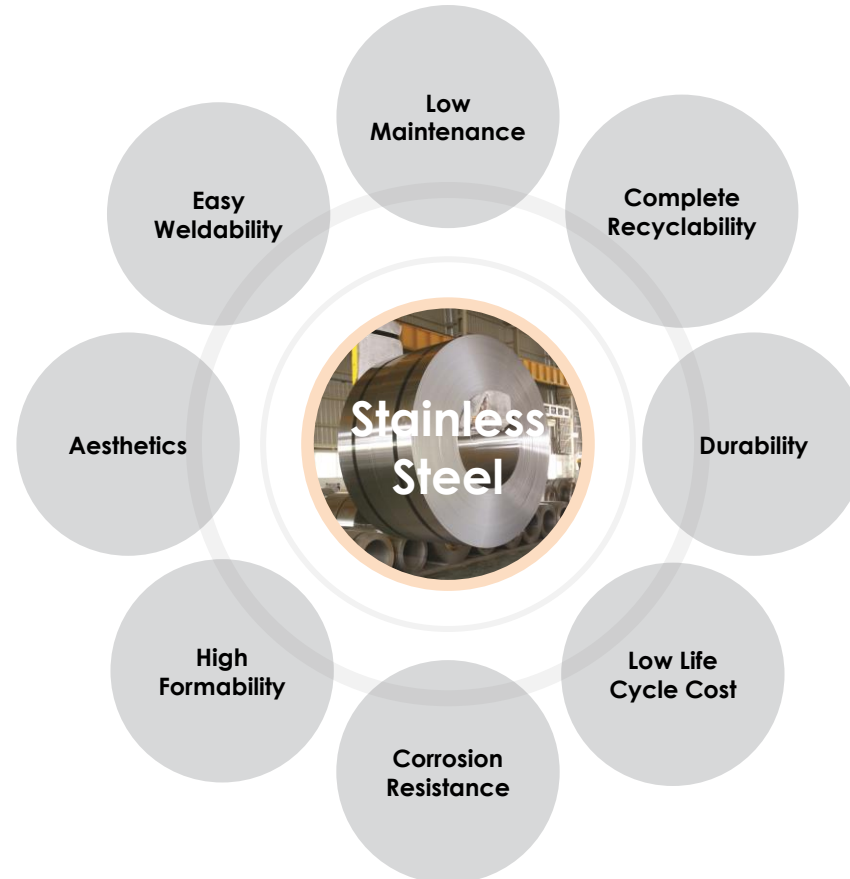 Low
Maintenance
Complete
Recyclability
Durability
Low Life
Cycle Cost
Corrosion
Resistance
High
Formability
Aesthetics
Easy
Weldability
Stainless
Steel